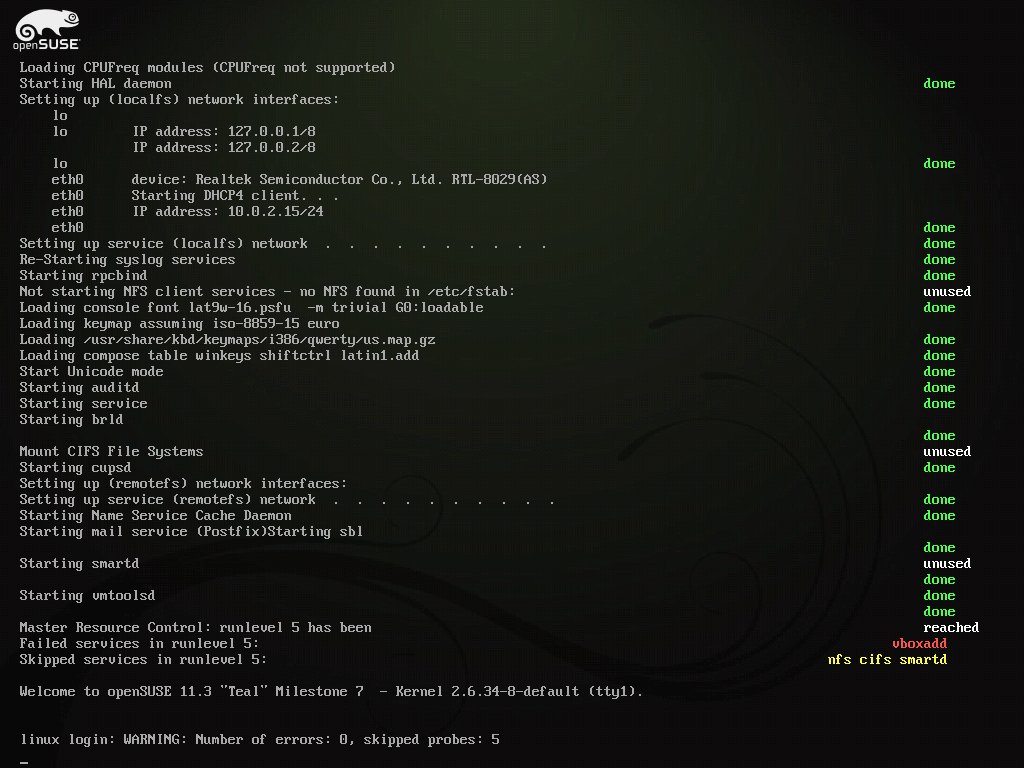 openSUSE
Loading CPUFreq modules (CPUFreq not supported)
Starting HAL daemon done
Setting up (localfs) network interfaces:
lo
lo IP address: 127.0.0.1/8
IP address: 127.0.0.2/8
lo done
eth0 device: Realtek Semiconductor Co., Ltd. RTL-8029(AS)
eth0 Starting DHCP4 client. . .
eth0 IP address: 10.0.2.15/24
eth0 done
Setting up service (localfs) network . . . . . . . . . . done
Re-Starting syslog services done
Starting rpcbind done
Not starting NFS client services - no NFS found in /etc/fstab: unused
Loading console font lat9w-16.psfu -m trivial G0:loadable done
Loading keymap assuming iso-8859-15 euro
Loading /usr/share/kbd/keymaps/i386/qwerty/us.map.gz done
Loading compose table winkeys shiftctrl latin1.add done
Start Unicode mode done
Starting auditd done
Starting service done
Starting brld
done
Mount CIFS File Systems unused
Starting cupsd done
Setting up (remotefs) network interfaces:
Setting up service (remotefs) network . . . . . . . . . . done
Starting Name Service Cache Daemon done
Starting mail service (Postfix)Starting sbl
done
Starting smartd unused
done
Starting vmtoolsd done
done
Master Resource Control: runlevel 5 has been reached
Failed services in runlevel 5: vboxadd
Skipped services in runlevel 5: nfs cifs smartd
Welcome to openSUSE 11.3 "Teal" Milestone 7 - Kernel 2.6.34-8-default (tty1).
linux login: WARNING: Number of errors: 0, skipped probes: 5
_